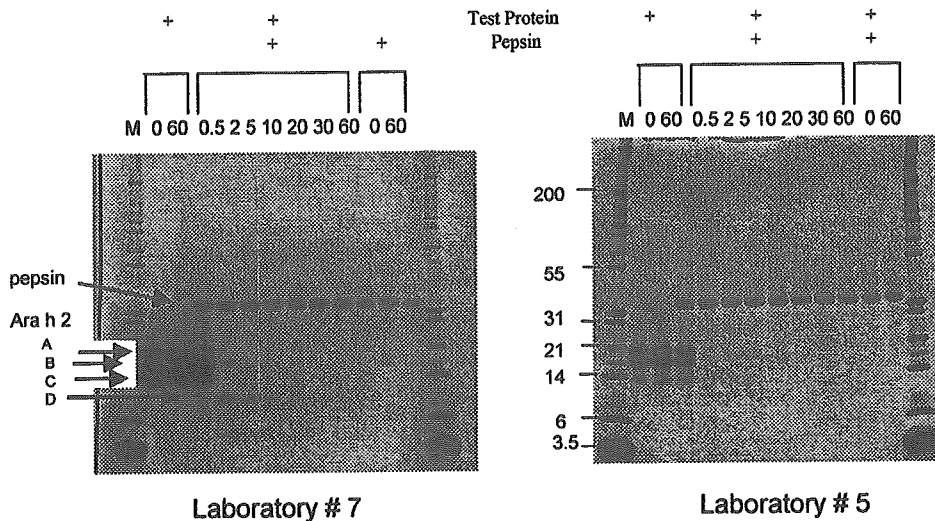 + + Test Protein + + +
+ + Pepsin + +
M 0 60 0.5 2 5 10 20 30 60 0 60
M 0 60 0.5 2 5 10 20 30 60 0 60
pepsin
Ara h 2
A
B
C
D
200
55
31
21
14
6
3.5
Laboratory # 7
Laboratory # 5